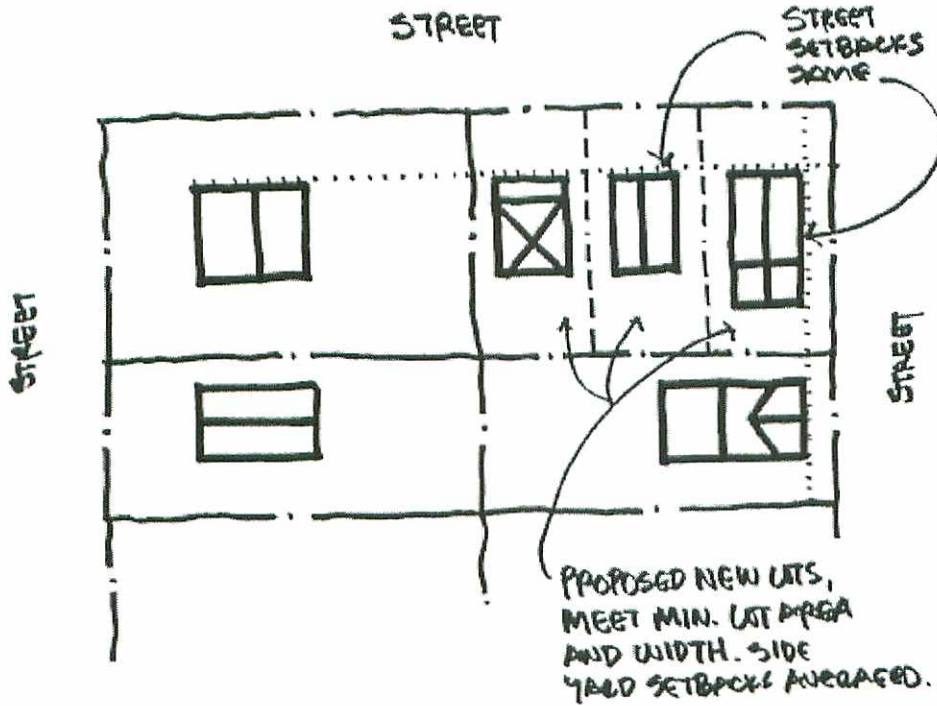 STREET
STREET
SETBACKS
SAME
STREET
STREET
PROPOSED NEW LOTS,
MEET MIN. LOT AREA
AND WIDTH. SIDE
YARD SETBACKS AVERAGED.